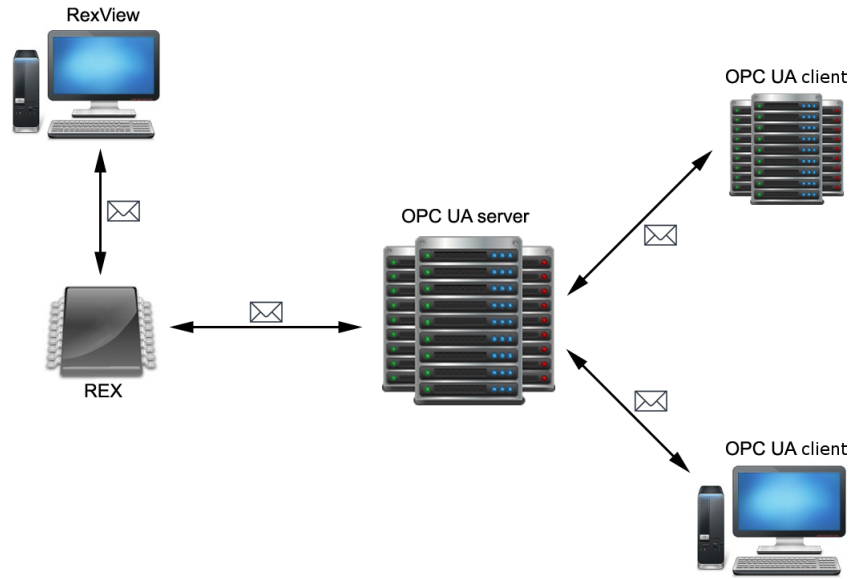 RexView
OPC UA client
OPC UA server
REX
OPC UA client